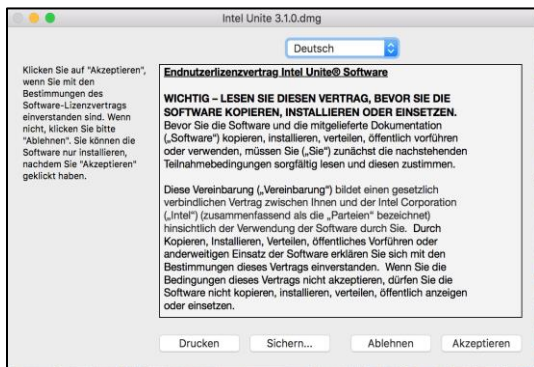 Intel Unite 3.1.0.dmg
Deutsch
Klicken Sie auf "Akzeptieren",
wenn Sie mit den
Bestimmungen des
Software-Lizenzvertrags
einverstanden sind. Wenn
nicht, klicken Sie bitte
"Ablehnen". Sie können die
Software nur installieren,
nachdem Sie "Akzeptieren"
geklickt haben.
Endnutzerlizenzvertrag Intel Unite® Software
WICHTIG – LESEN SIE DIESEN VERTRAG, BEVOR SIE DIE
SOFTWARE KOPIEREN, INSTALLIEREN ODER EINSETZEN.
Bevor Sie die Software und die mitgelieferte Dokumentation
(„Software“) kopieren, installieren, verteilen, öffentlich vorführen
oder verwenden, müssen Sie („Sie“) zunächst die nachstehenden
Teilnahmebedingungen sorgfältig lesen und diesen zustimmen.
Diese Vereinbarung („Vereinbarung“) bildet einen gesetzlich
verbindlichen Vertrag zwischen Ihnen und der Intel Corporation
(„Intel“) (zusammenfassend als die „Parteien“ bezeichnet)
hinsichtlich der Verwendung der Software durch Sie. Durch
Kopieren, Installieren, Verteilen, öffentliches Vorführen oder
anderweitigen Einsatz der Software erklären Sie sich mit den
Bestimmungen dieses Vertrags einverstanden. Wenn Sie die
Bedingungen dieses Vertrags nicht akzeptieren, dürfen Sie die
Software nicht kopieren, installieren, verteilen, öffentlich anzeigen
oder einsetzen.
Drucken Sichern... Ablehnen Akzeptieren